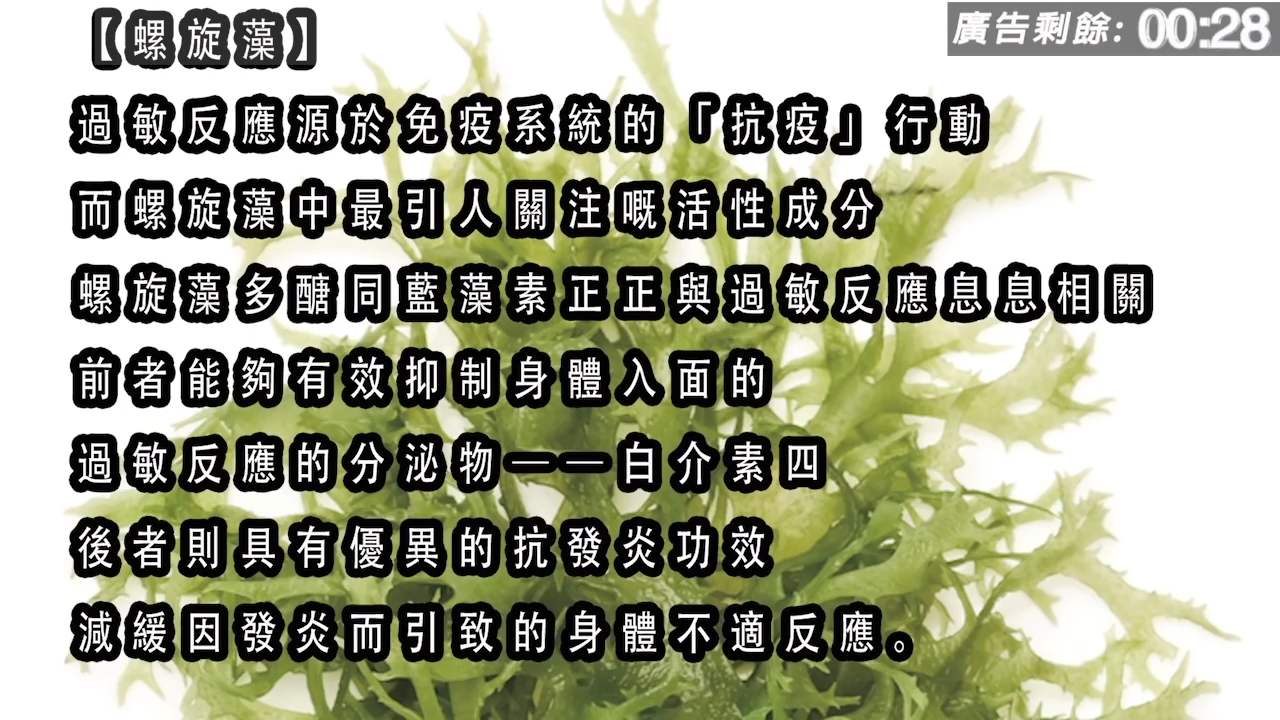 【螺旋藻】
廣告剩餘: 00:28
過敏反應源於免疫系統的『抗疫』行動
而螺旋藻中最引人關注嘅活性成分
螺旋藻多醣同藍藻素正正與過敏反應息息相關
前者能夠有效抑制身體入面的
過敏反應的分泌物——白介素四
後者則具有優異的抗發炎功效
減緩因發炎而引致的身體不適反應。